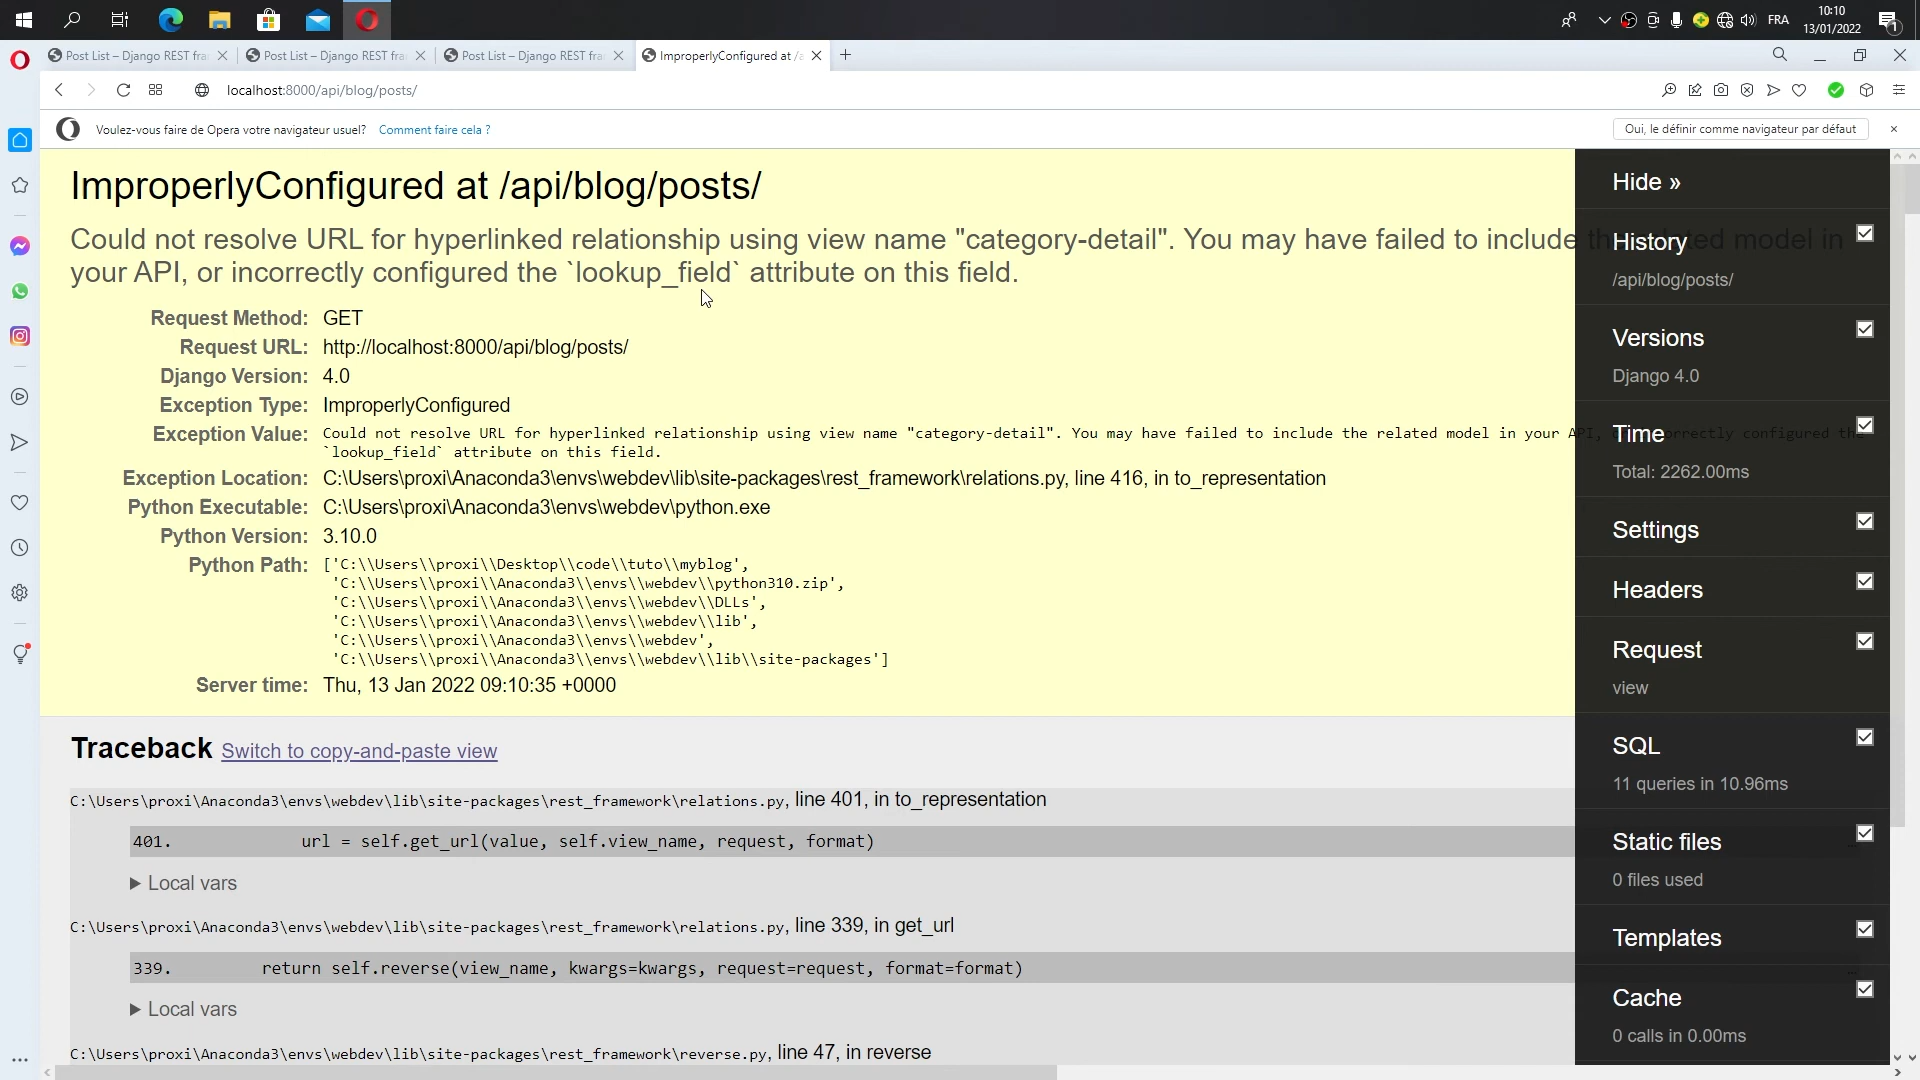 FRA
10:10
13/01/2022
1
Post List – Django REST fra
Post List – Django REST fra
Post List – Django REST fra
ImproperlyConfigured at /a
localhost:8000/api/blog/posts/
Voulez-vous faire de Opera votre navigateur usuel? Comment faire cela ?
Oui, le définir comme navigateur par défaut
ImproperlyConfigured at /api/blog/posts/
Could not resolve URL for hyperlinked relationship using view name "category-detail". You may have failed to include the related model in
your API, or incorrectly configured the `lookup_field` attribute on this field.
Request Method: GET
Request URL: http://localhost:8000/api/blog/posts/
Django Version: 4.0
Exception Type: ImproperlyConfigured
Exception Value: Could not resolve URL for hyperlinked relationship using view name "category-detail". You may have failed to include the related model in your API, or incorrectly configured the
`lookup_field` attribute on this field.
Exception Location: C:\Users\proxi\Anaconda3\envs\webdev\lib\site-packages\rest_framework\relations.py, line 416, in to_representation
Python Executable: C:\Users\proxi\Anaconda3\envs\webdev\python.exe
Python Version: 3.10.0
Python Path: ['C:\\Users\\proxi\\Desktop\\code\\tuto\\myblog',
'C:\\Users\\proxi\\Anaconda3\\envs\\webdev\\python310.zip',
'C:\\Users\\proxi\\Anaconda3\\envs\\webdev\\DLLs',
'C:\\Users\\proxi\\Anaconda3\\envs\\webdev\\lib',
'C:\\Users\\proxi\\Anaconda3\\envs\\webdev',
'C:\\Users\\proxi\\Anaconda3\\envs\\webdev\\lib\\site-packages']
Server time: Thu, 13 Jan 2022 09:10:35 +0000
Traceback Switch to copy-and-paste view
C:\Users\proxi\Anaconda3\envs\webdev\lib\site-packages\rest_framework\relations.py, line 401, in to_representation
401. url = self.get_url(value, self.view_name, request, format)
▶ Local vars
C:\Users\proxi\Anaconda3\envs\webdev\lib\site-packages\rest_framework\relations.py, line 339, in get_url
339. return self.reverse(view_name, kwargs=kwargs, request=request, format=format)
▶ Local vars
C:\Users\proxi\Anaconda3\envs\webdev\lib\site-packages\rest_framework\reverse.py, line 47, in reverse
Hide »
History
/api/blog/posts/
Versions
Django 4.0
Time
Total: 2262.00ms
Settings
Headers
Request
view
SQL
11 queries in 10.96ms
Static files
0 files used
Templates
Cache
0 calls in 0.00ms